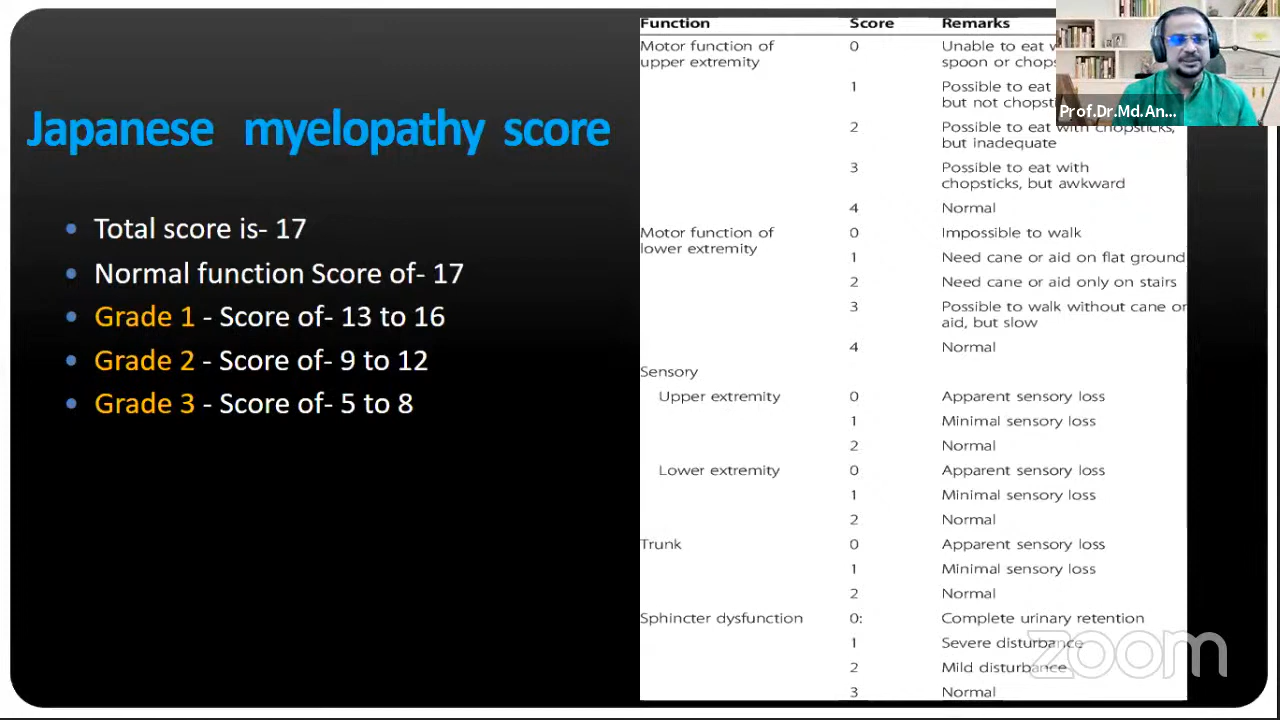 Japanese myelopathy score
• Total score is- 17
• Normal function Score of- 17
• Grade 1 - Score of- 13 to 16
• Grade 2 - Score of- 9 to 12
• Grade 3 - Score of- 5 to 8
Function Score Remarks
Motor function of 0 Unable to eat
upper extremity spoon or
1 Possible to eat
but not
2 Possible to eat with chopsticks,
but inadequate
3 Possible to eat with
chopsticks, but awkward
4 Normal
Motor function of 0 Impossible to walk
lower extremity
1 Need cane or aid on flat ground
2 Need cane or aid only on stairs
3 Possible to walk without cane or
aid, but slow
4 Normal
Sensory
Upper extremity 0 Apparent sensory loss
1 Minimal sensory loss
2 Normal
Lower extremity 0 Apparent sensory loss
1 Minimal sensory loss
2 Normal
Trunk 0 Apparent sensory loss
1 Minimal sensory loss
2 Normal
Sphincter dysfunction 0: Complete urinary retention
1 Severe disturbance
2 Mild disturbance
3 Normal
Prof.Dr.Md.An...
zoom